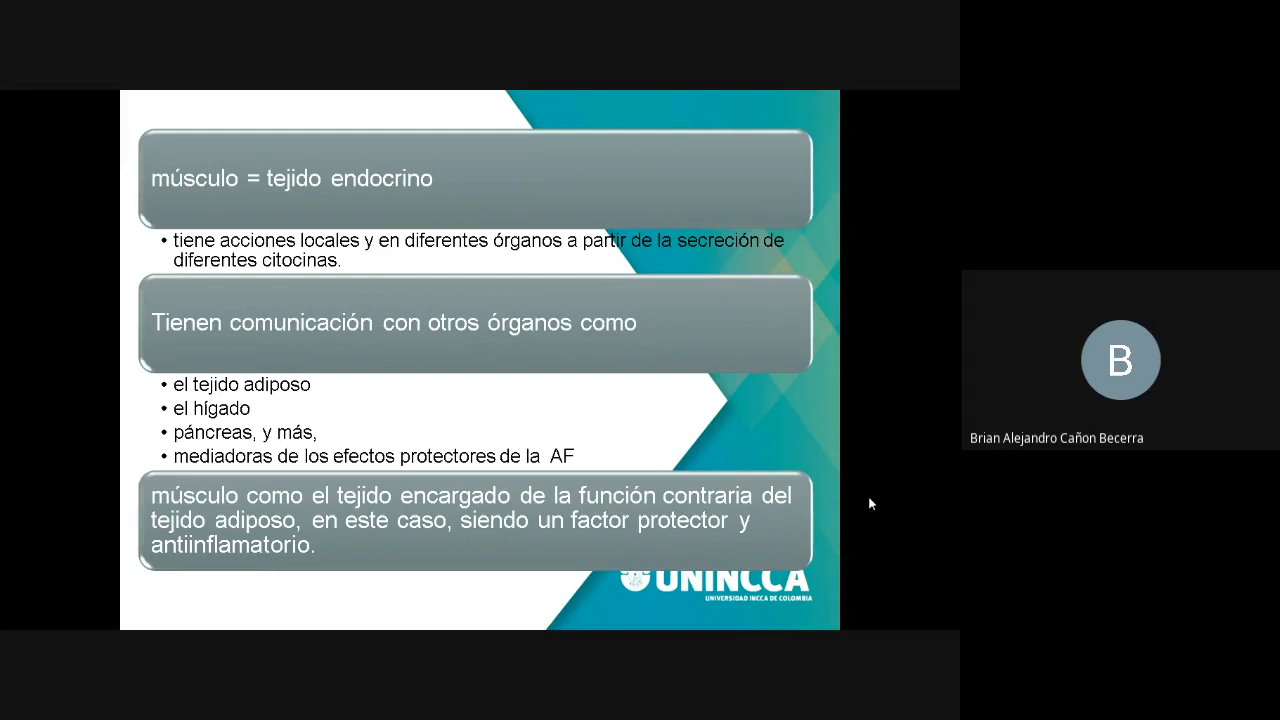 músculo = tejido endocrino
• tiene acciones locales y en diferentes órganos a partir de la secreción de
diferentes citocinas.
Tienen comunicación con otros órganos como
• el tejido adiposo
• el hígado
• páncreas, y más,
• mediadoras de los efectos protectores de la AF
músculo como el tejido encargado de la función contraria del
tejido adiposo, en este caso, siendo un factor protector y
antiinflamatorio.
UNINCCA
UNIVERSIDAD INCCA DE COLOMBIA
B
Brian Alejandro Cañon Becerra